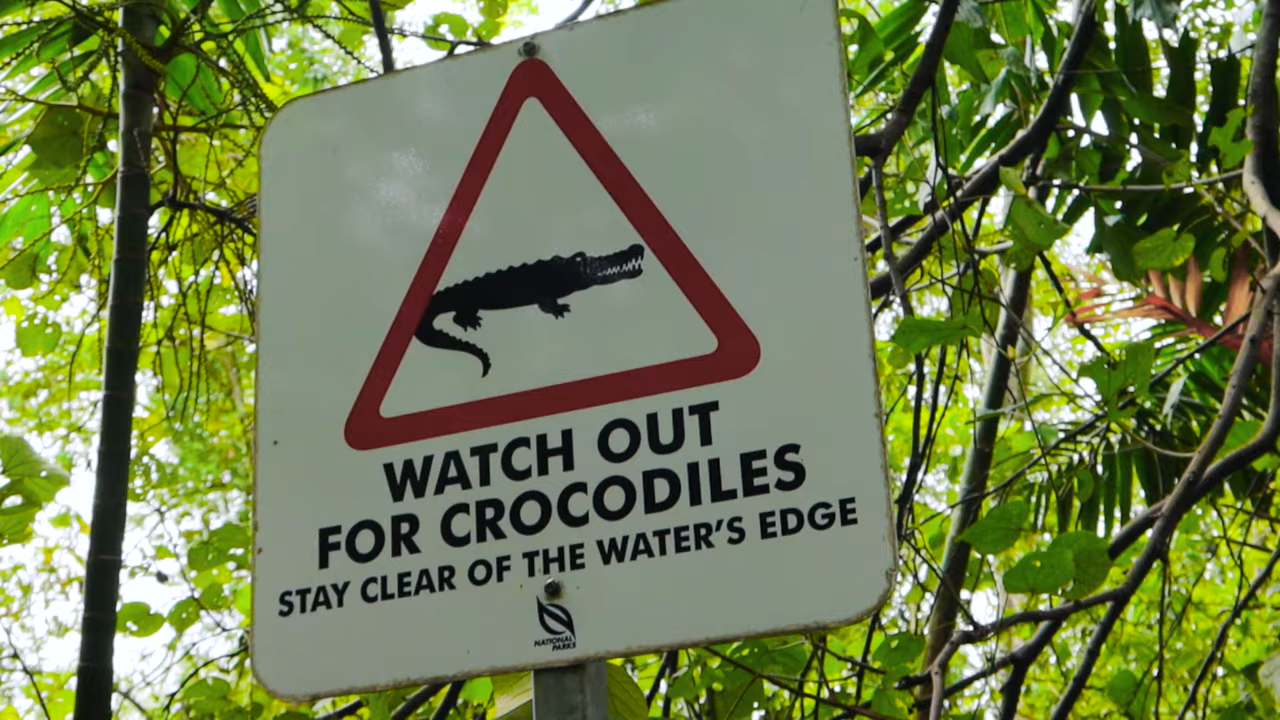 WATCH OUT
FOR CROCODILES
STAY CLEAR OF THE WATER'S EDGE
NATIONAL
PARKS